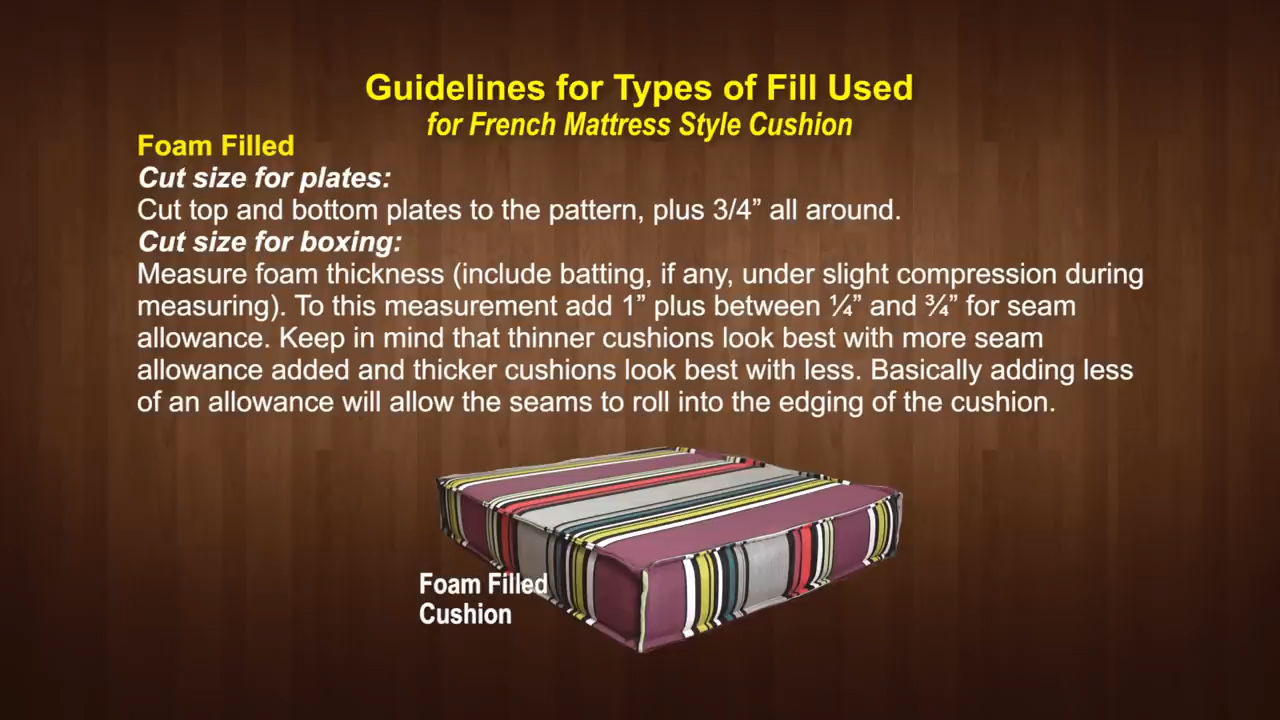 Guidelines for Types of Fill Used
for French Mattress Style Cushion
Foam Filled
Cut size for plates:
Cut top and bottom plates to the pattern, plus 3/4” all around.
Cut size for boxing:
Measure foam thickness (include batting, if any, under slight compression during
measuring). To this measurement add 1” plus between ¼” and ¾” for seam
allowance. Keep in mind that thinner cushions look best with more seam
allowance added and thicker cushions look best with less. Basically adding less
of an allowance will allow the seams to roll into the edging of the cushion.
Foam Filled
Cushion